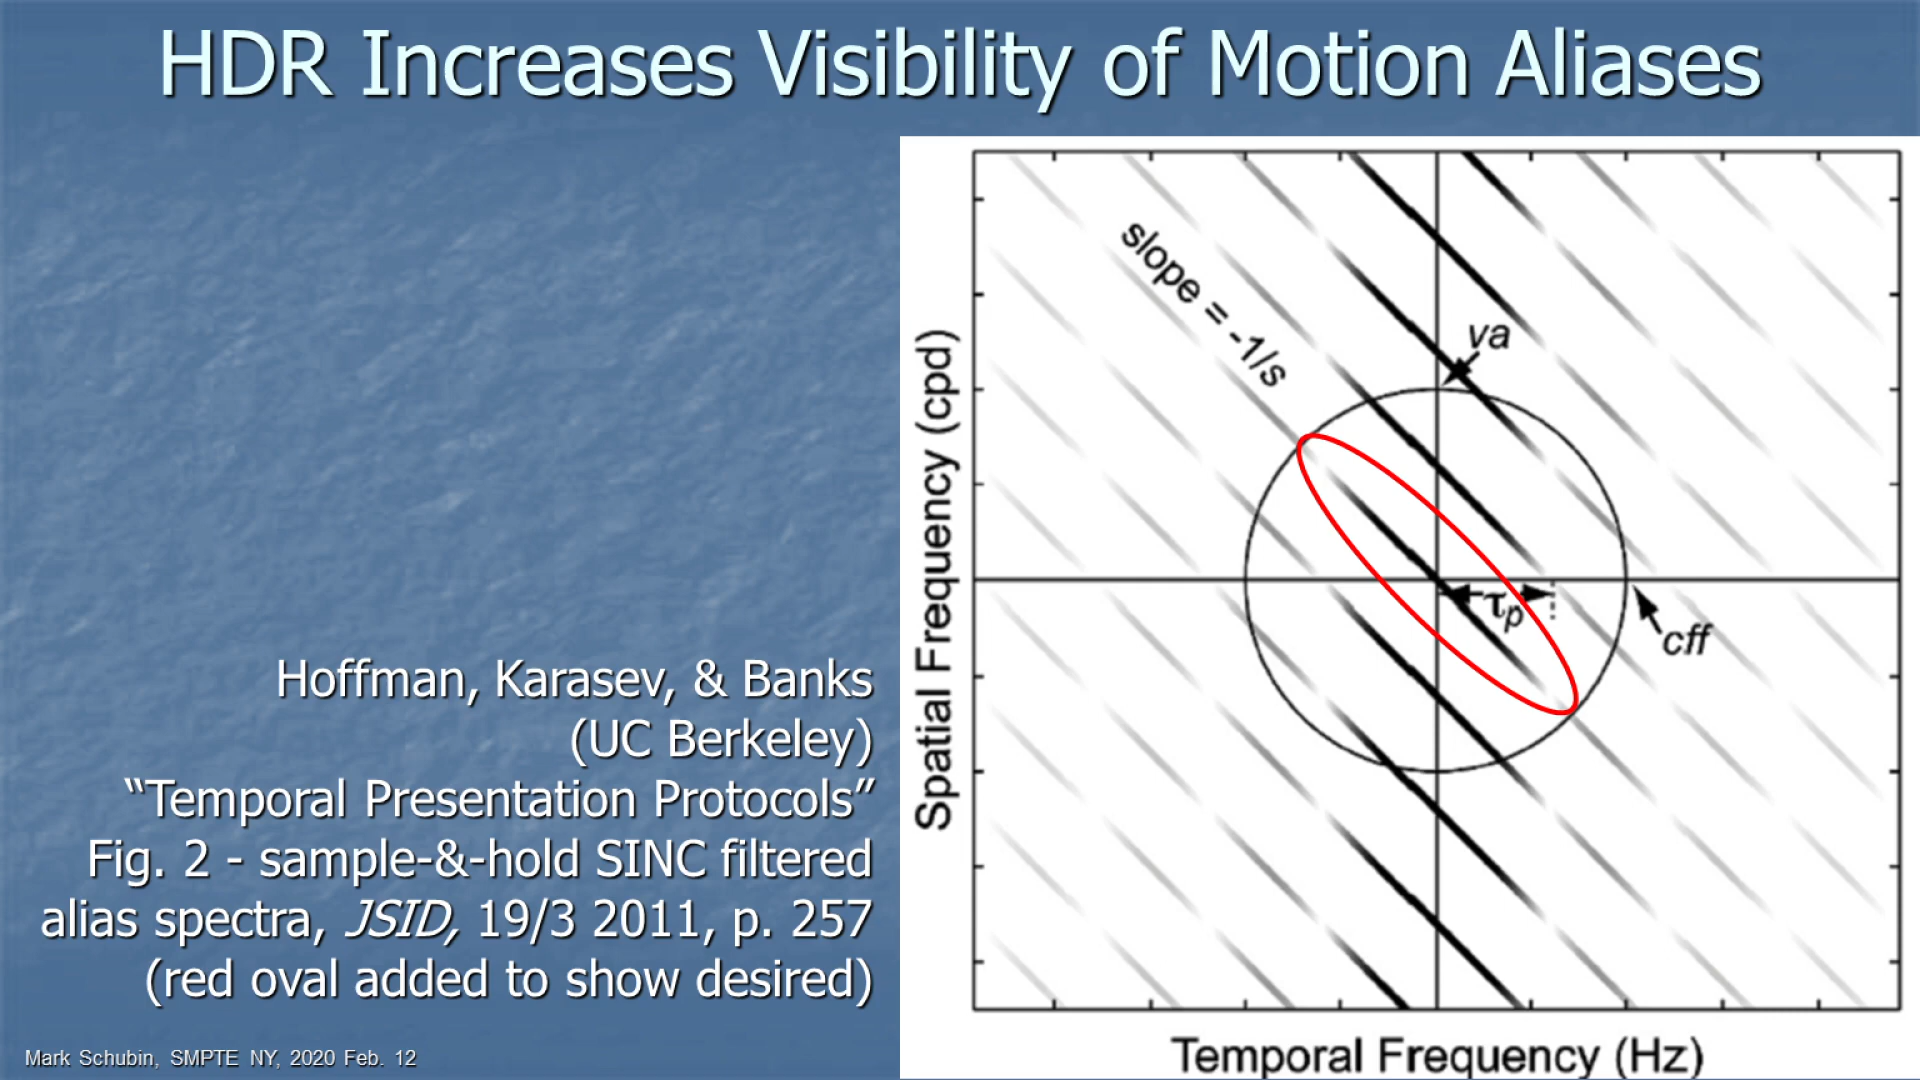 HDR Increases Visibility of Motion Aliases
Hoffman, Karasev, & Banks
(UC Berkeley)
“Temporal Presentation Protocols”
Fig. 2 - sample-&-hold SINC filtered
alias spectra, JSID, 19/3 2011, p. 257
(red oval added to show desired)
Mark Schubin, SMPTE NY, 2020 Feb. 12
slope = -1/s
va
τp
cff
Spatial Frequency (cpd)
Temporal Frequency (Hz)